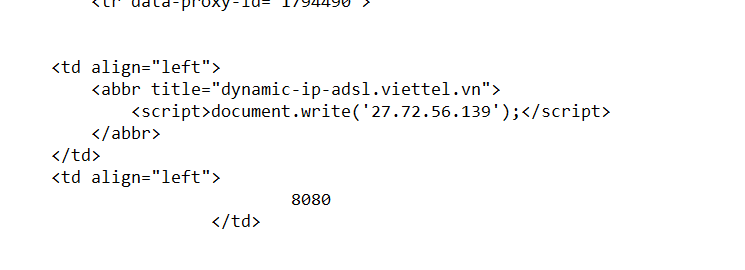 <tr data-proxy-id="1794490">
<td align="left">
<abbr title="dynamic-ip-adsl.viettel.vn">
<script>document.write('27.72.56.139');</script>
</abbr>
</td>
<td align="left">
8080
</td>